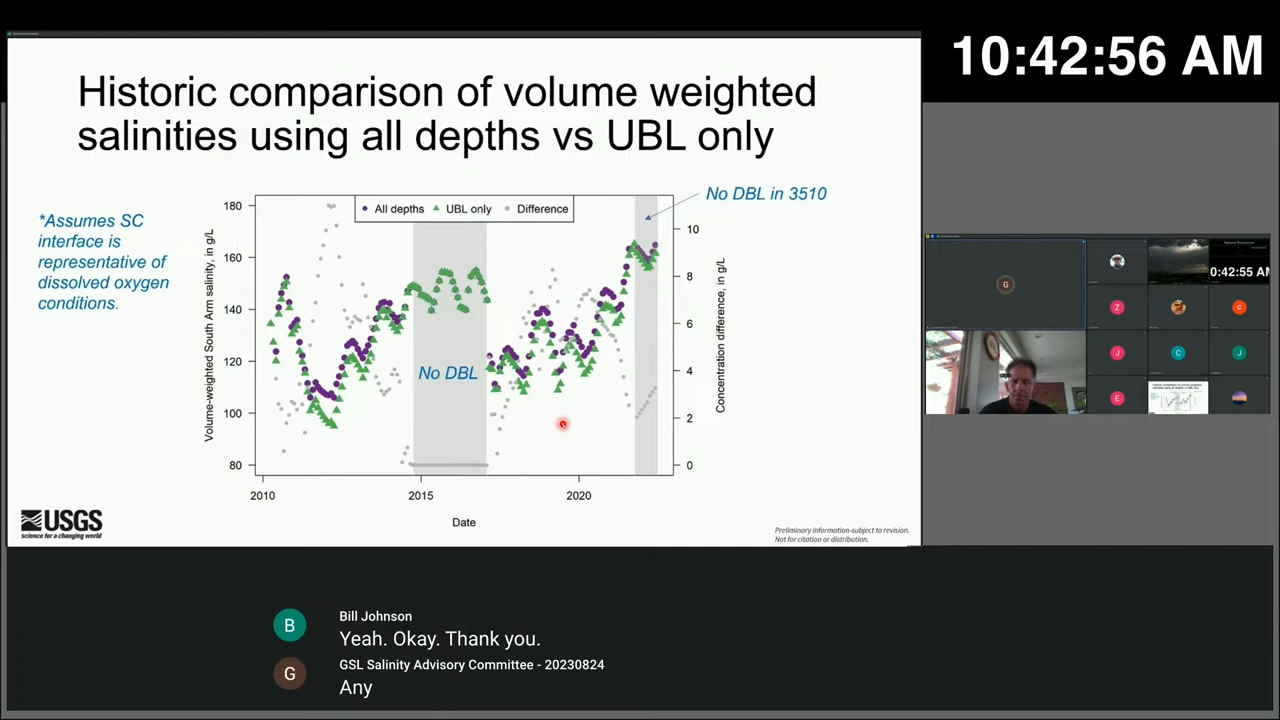 10:42:56 AM
Historic comparison of volume weighted
salinities using all depths vs UBL only
No DBL in 3510
*Assumes SC
interface is
representative of
dissolved oxygen
conditions.
All depths
UBL only
Difference
Volume-weighted South Arm salinity, in g/L
180
160
140
120
100
80
No DBL
10
8
6
4
2
0
Concentration difference, in g/L
2010
2015
2020
Date
USGS
science for a changing world
Preliminary information-subject to revision.
Not for citation or distribution.
G
0:42:55 AM
Z
C
J
C
J
E
B
Bill Johnson
Yeah. Okay. Thank you.
G
GSL Salinity Advisory Committee - 20230824
Any